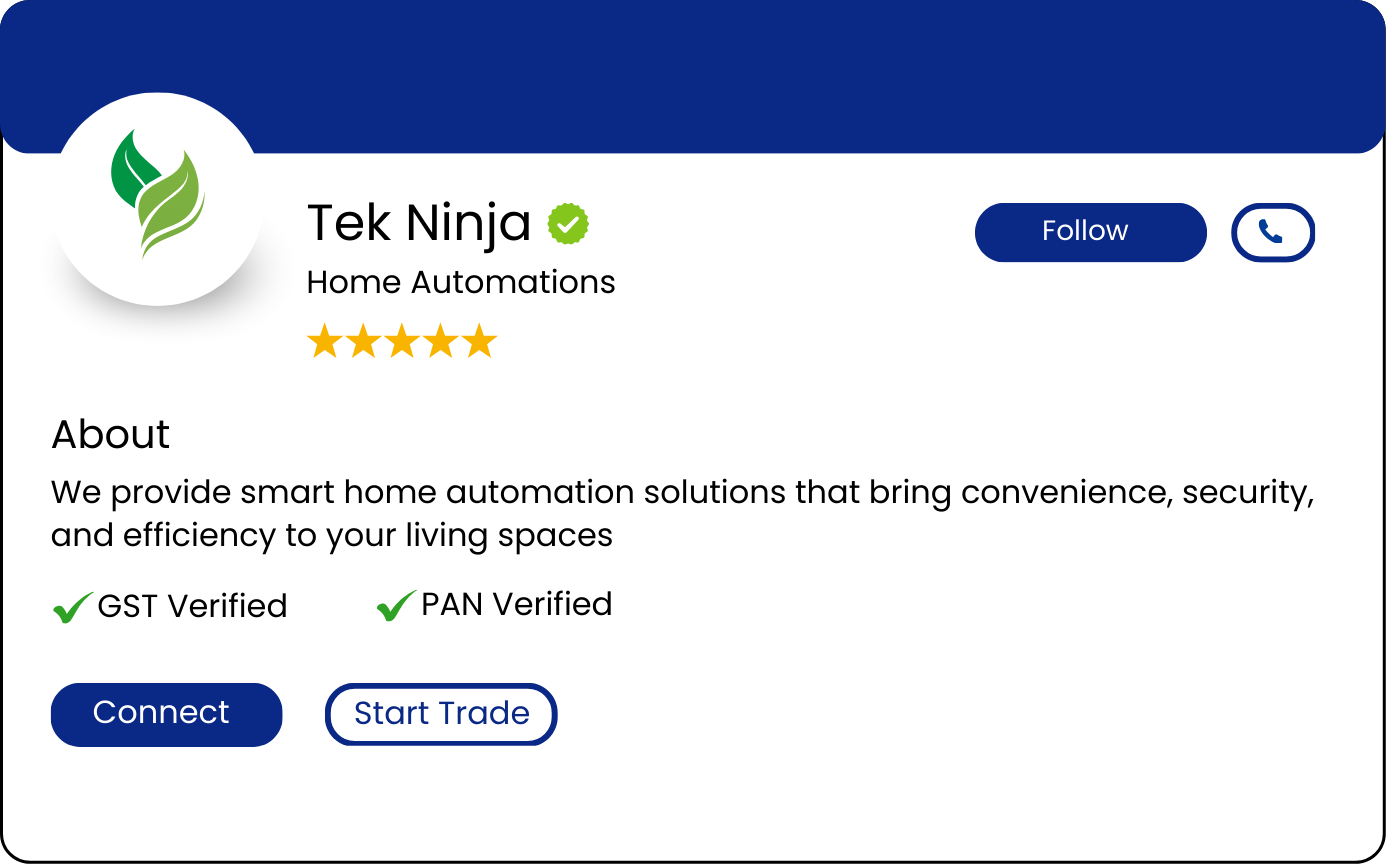 Tek Ninja
Home Automations
Follow
About
We provide smart home automation solutions that bring convenience, security,
and efficiency to your living spaces
GST Verified
PAN Verified
Connect
Start Trade